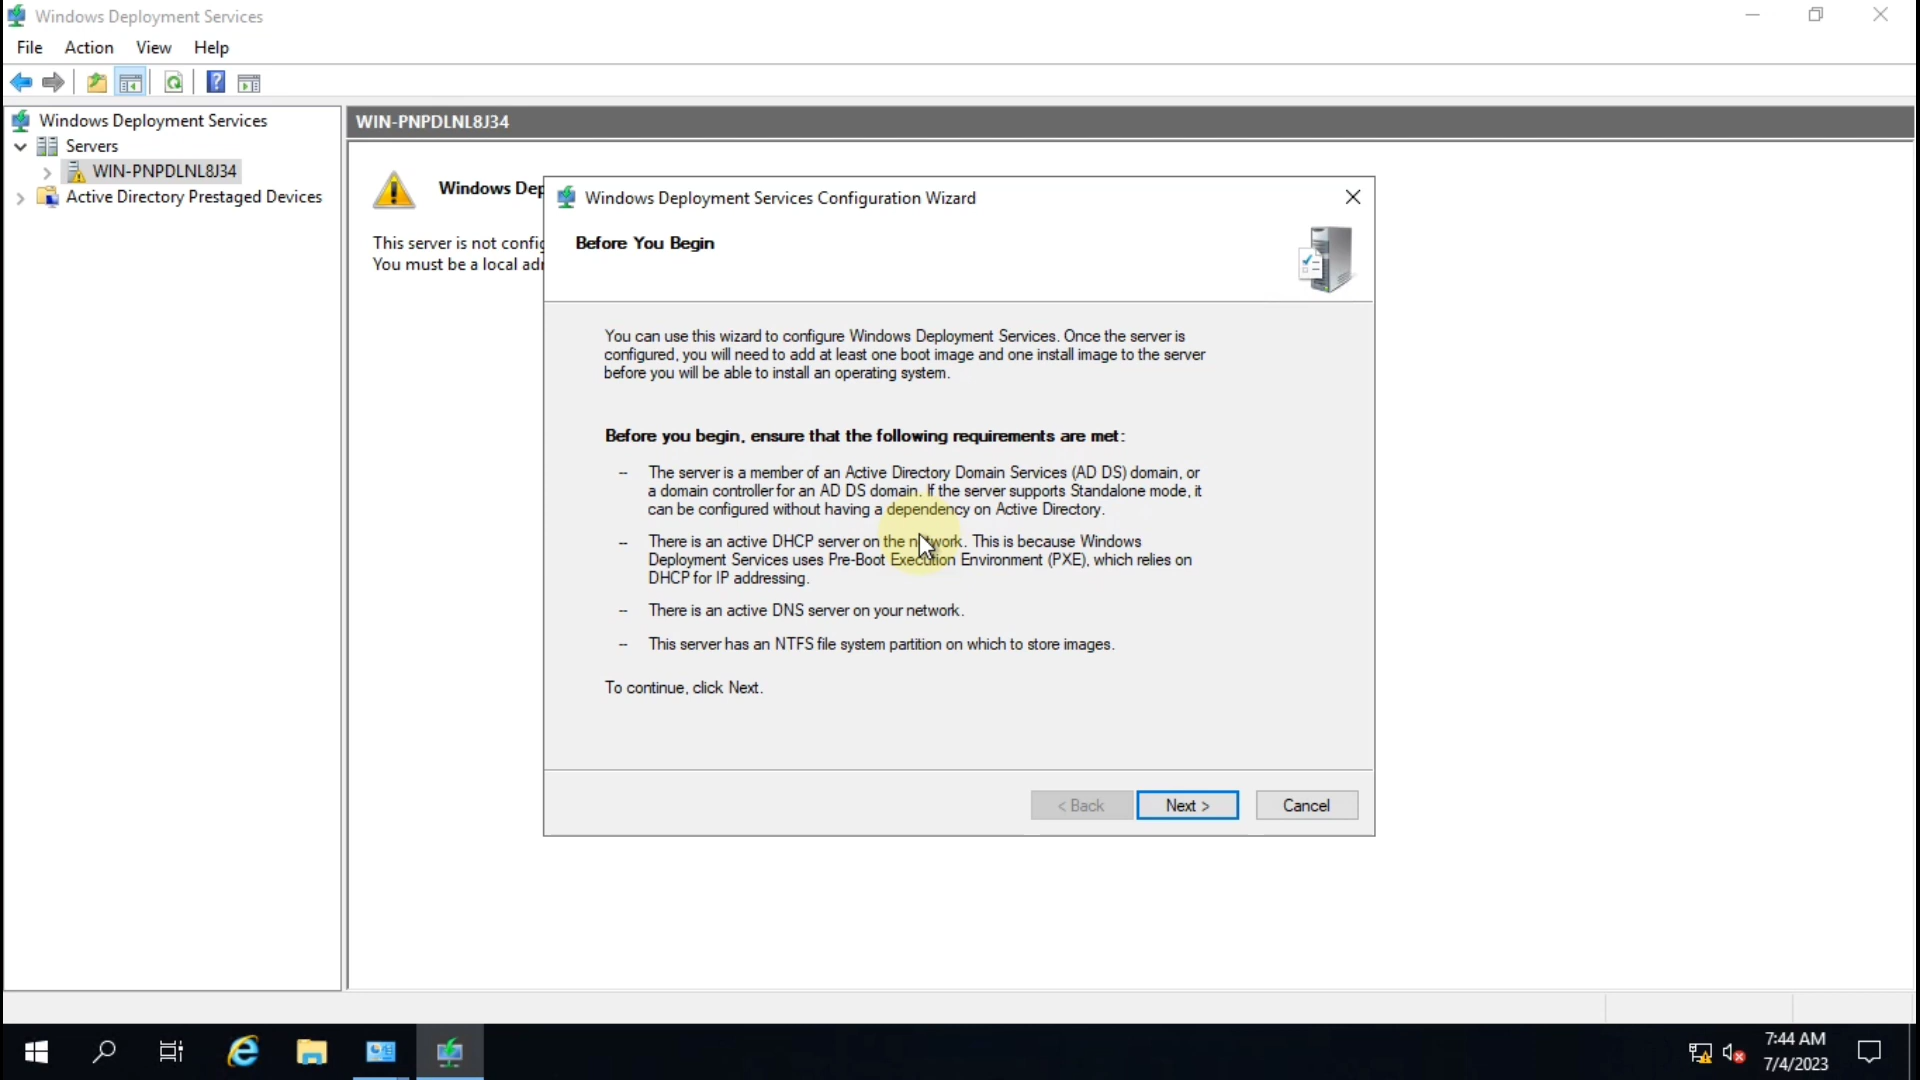 Windows Deployment Services
File Action View Help
Windows Deployment Services
Servers
WIN-PNPDLNL8J34
Active Directory Prestaged Devices
WIN-PNPDLNL8J34
Windows Dep
This server is not config
You must be a local adm
Windows Deployment Services Configuration Wizard
Before You Begin
You can use this wizard to configure Windows Deployment Services. Once the server is
configured, you will need to add at least one boot image and one install image to the server
before you will be able to install an operating system.
Before you begin, ensure that the following requirements are met:
-- The server is a member of an Active Directory Domain Services (AD DS) domain, or
a domain controller for an AD DS domain. If the server supports Standalone mode, it
can be configured without having a dependency on Active Directory.
-- There is an active DHCP server on the network. This is because Windows
Deployment Services uses Pre-Boot Execution Environment (PXE), which relies on
DHCP for IP addressing.
-- There is an active DNS server on your network.
-- This server has an NTFS file system partition on which to store images.
To continue, click Next.
< Back Next > Cancel
7:44 AM
7/4/2023